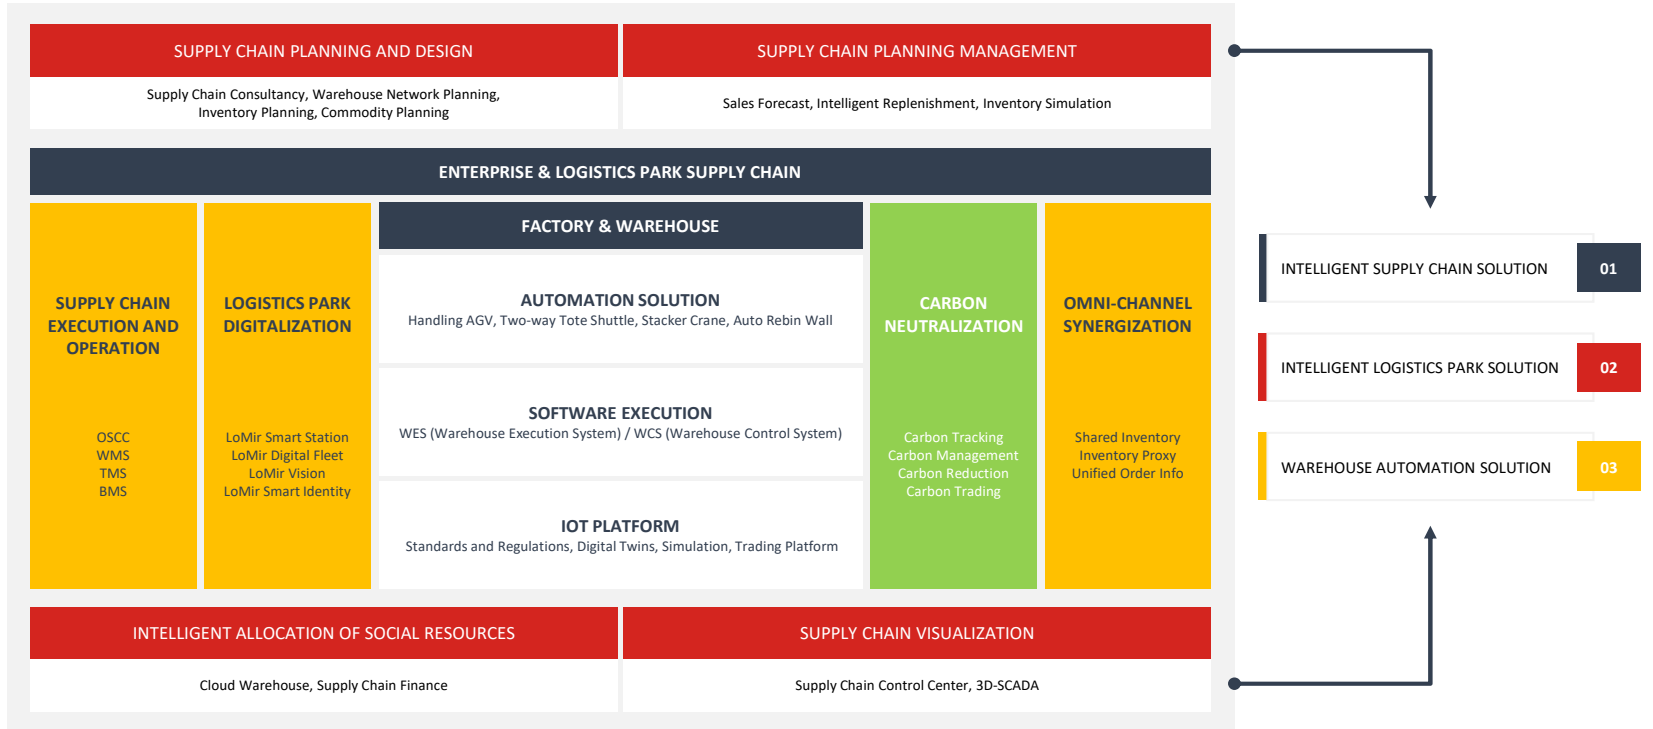 SUPPLY CHAIN PLANNING AND DESIGN
Supply Chain Consultancy, Warehouse Network Planning,
Inventory Planning, Commodity Planning
SUPPLY CHAIN PLANNING MANAGEMENT
Sales Forecast, Intelligent Replenishment, Inventory Simulation
ENTERPRISE & LOGISTICS PARK SUPPLY CHAIN
SUPPLY CHAIN
EXECUTION AND
OPERATION
OSCC
WMS
TMS
BMS
LOGISTICS PARK
DIGITALIZATION
LoMir Smart Station
LoMir Digital Fleet
LoMir Vision
LoMir Smart Identity
FACTORY & WAREHOUSE
AUTOMATION SOLUTION
Handling AGV, Two-way Tote Shuttle, Stacker Crane, Auto Rebin Wall
SOFTWARE EXECUTION
WES (Warehouse Execution System) / WCS (Warehouse Control System)
IOT PLATFORM
Standards and Regulations, Digital Twins, Simulation, Trading Platform
CARBON
NEUTRALIZATION
Carbon Tracking
Carbon Management
Carbon Reduction
Carbon Trading
OMNI-CHANNEL
SYNERGIZATION
Shared Inventory
Inventory Proxy
Unified Order Info
INTELLIGENT ALLOCATION OF SOCIAL RESOURCES
Cloud Warehouse, Supply Chain Finance
SUPPLY CHAIN VISUALIZATION
Supply Chain Control Center, 3D-SCADA
INTELLIGENT SUPPLY CHAIN SOLUTION 01
INTELLIGENT LOGISTICS PARK SOLUTION 02
WAREHOUSE AUTOMATION SOLUTION 03